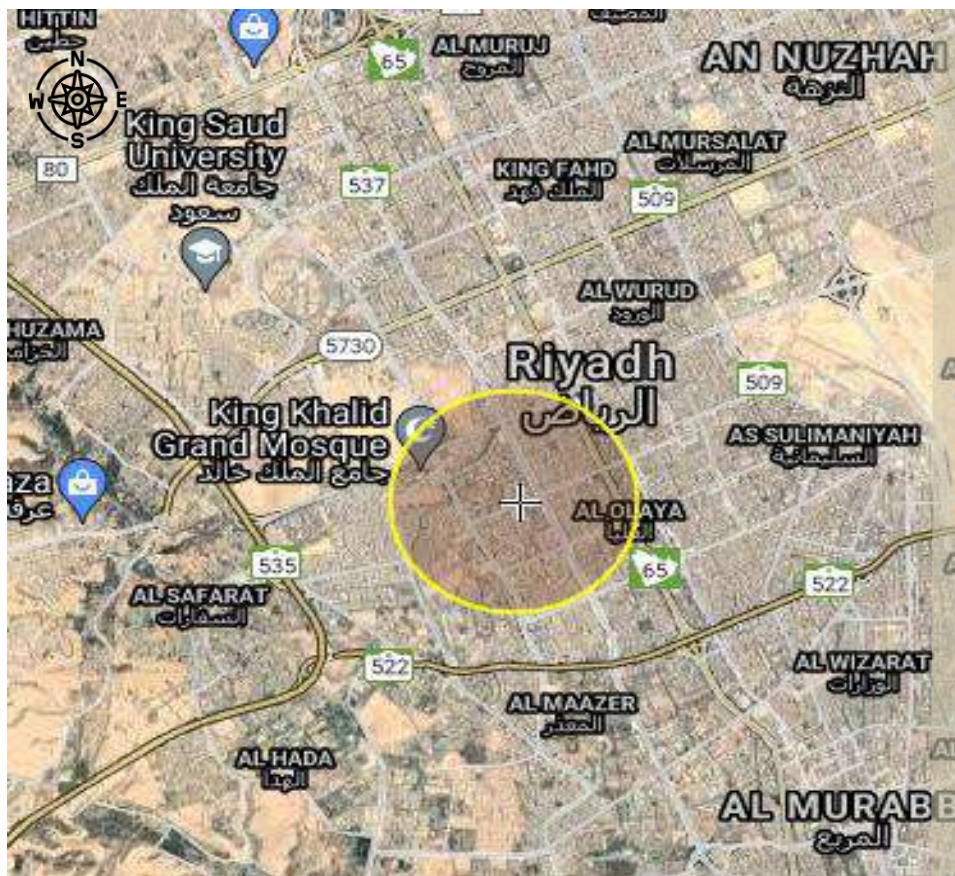 HITTIN
حطين
N
W
E
S
65
AL MURUJ
المروج
المصيف
AN NUZHAH
النزهة
King Saud
University
جامعة الملك
سعود
80
537
KING FAHD
الملك فهد
AL MURSALAT
المرسلات
509
AL WURUD
الورود
HUZAMA
5730
Riyadh
الرياض
509
King Khalid
Grand Mosque
جامع الملك خالد
AS SULIMANIYAH
السليمانية
aza
AL OLAYA
العليا
535
65
522
AL SAFARAT
السفارات
522
AL WIZARAT
الوزارات
AL MAAZER
المعذر
AL HADA
الهدا
AL MURABB
المربع